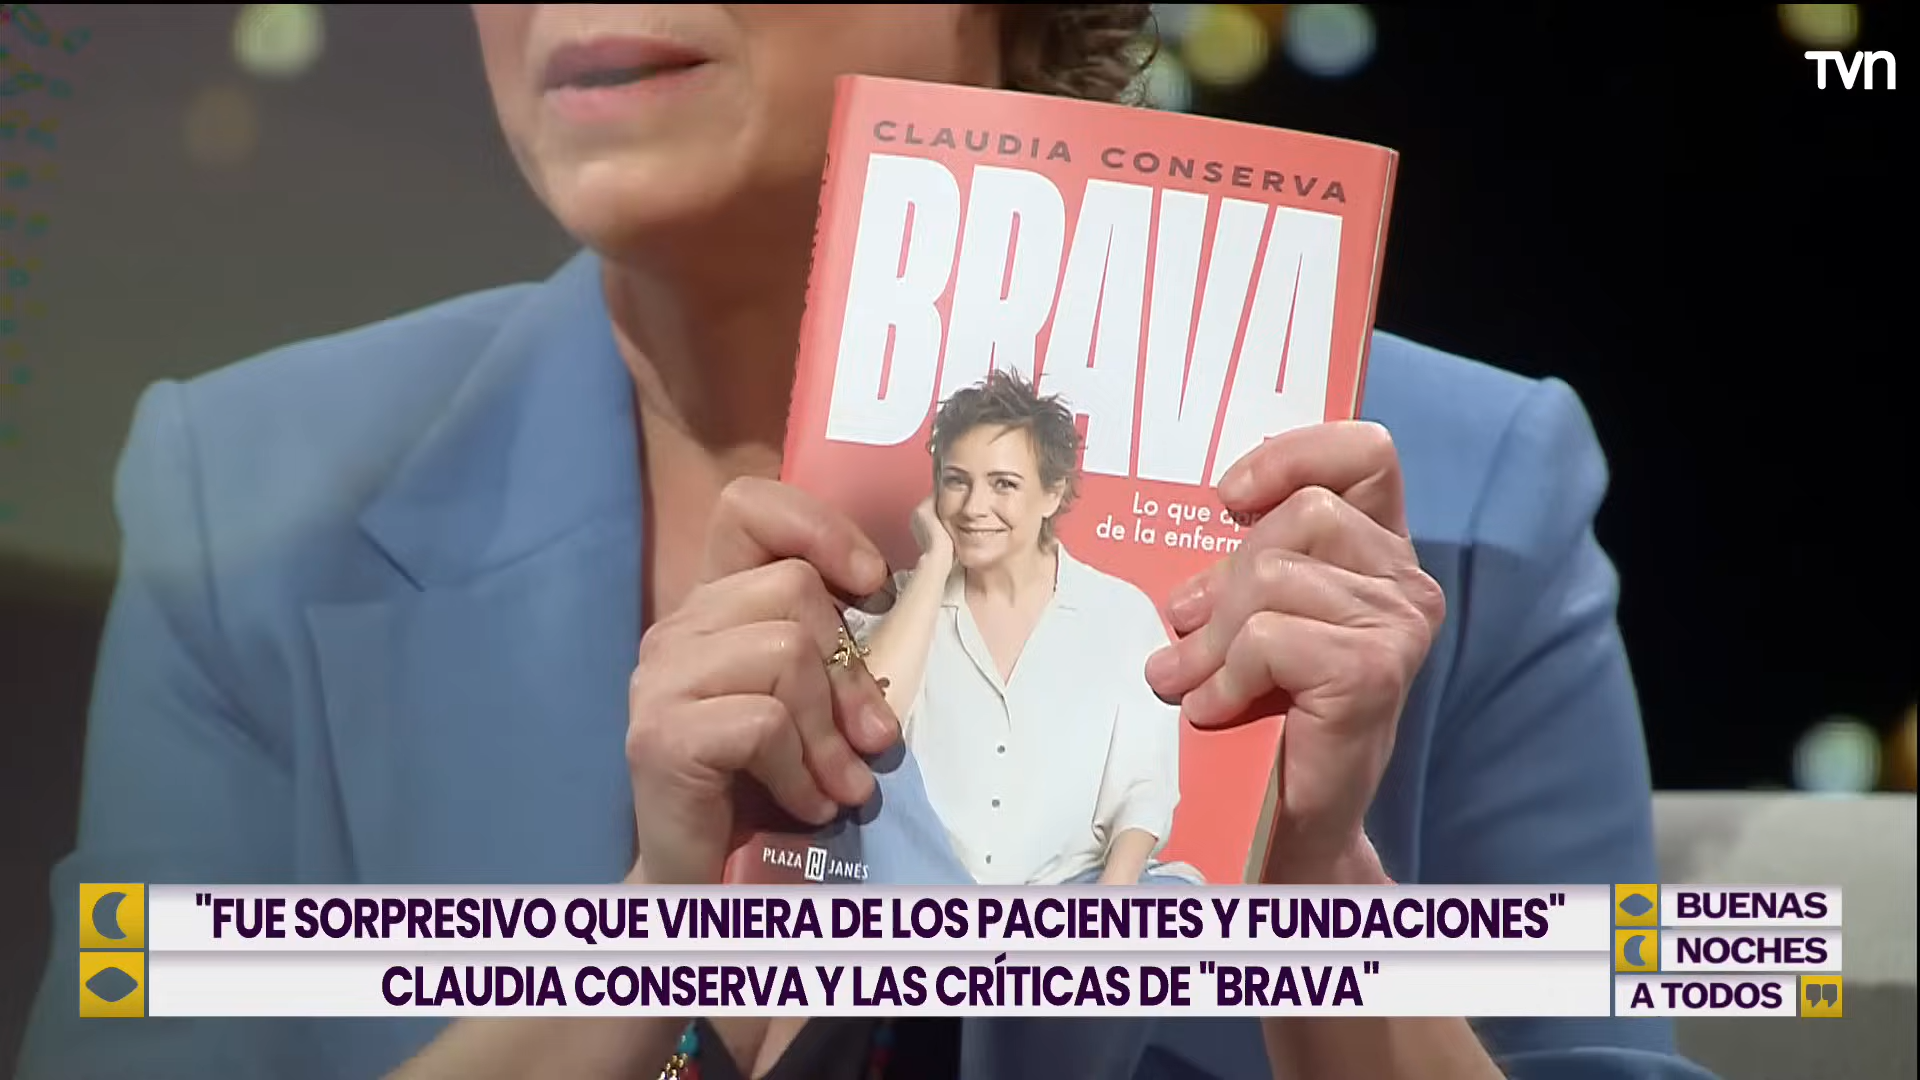 TVN
CLAUDIA CONSERVA
BRAVA
Lo que
de la
PLAZA JANÉS
"FUE SORPRESIVO QUE VINIERA DE LOS PACIENTES Y FUNDACIONES"
CLAUDIA CONSERVA Y LAS CRÍTICAS DE "BRAVA"
BUENAS
NOCHES
A TODOS